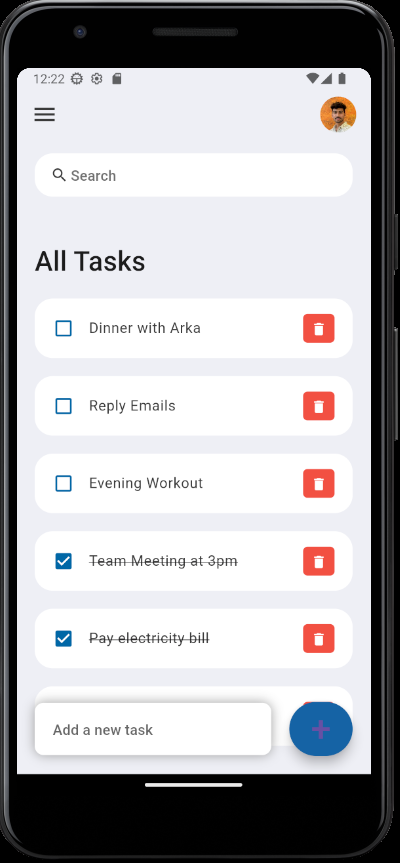 12:22
Search
All Tasks
Dinner with Arka
Reply Emails
Evening Workout
Team Meeting at 3pm
Pay electricity bill
Add a new task